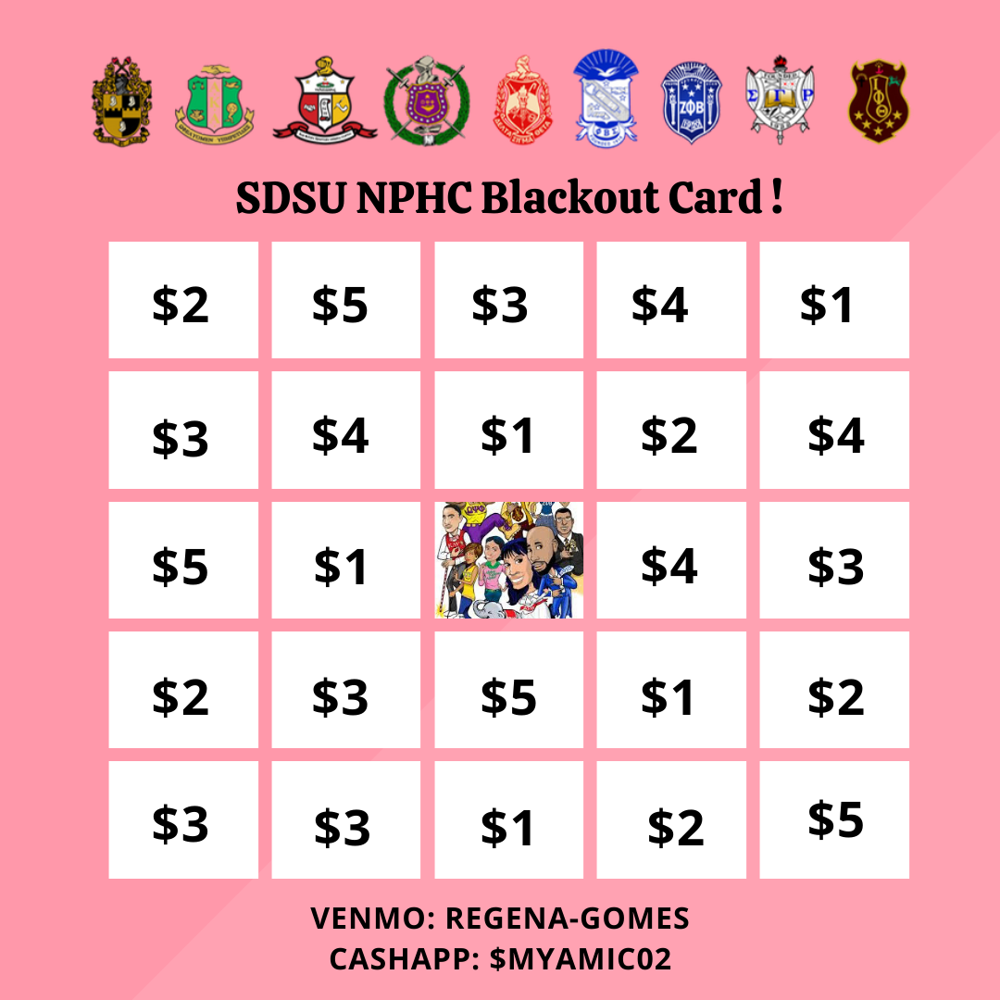 SDSU NPHC Blackout Card !
$2 $5 $3 $4 $1
$3 $4 $1 $2 $4
$5 $1 $4 $3
$2 $3 $5 $1 $2
$3 $3 $1 $2 $5
VENMO: REGENA-GOMES
CASHAPP: $MYAMIC02